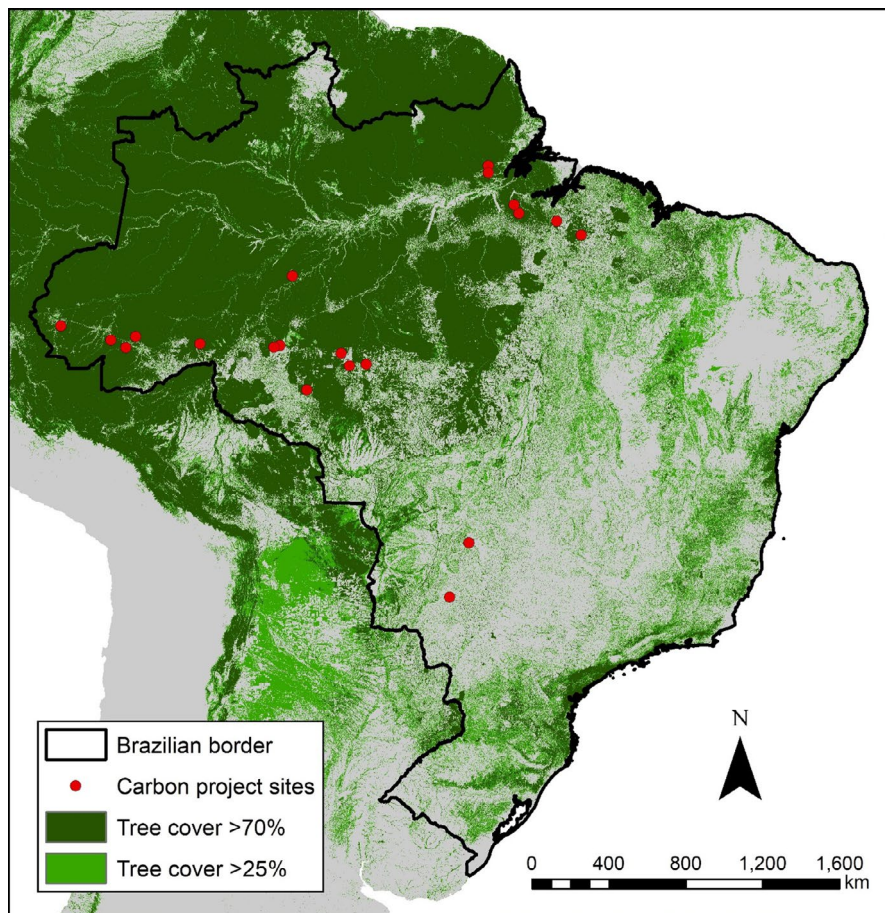 N
Brazilian border
Carbon project sites
Tree cover >70%
Tree cover >25%
0 400 800 1,200 1,600
km